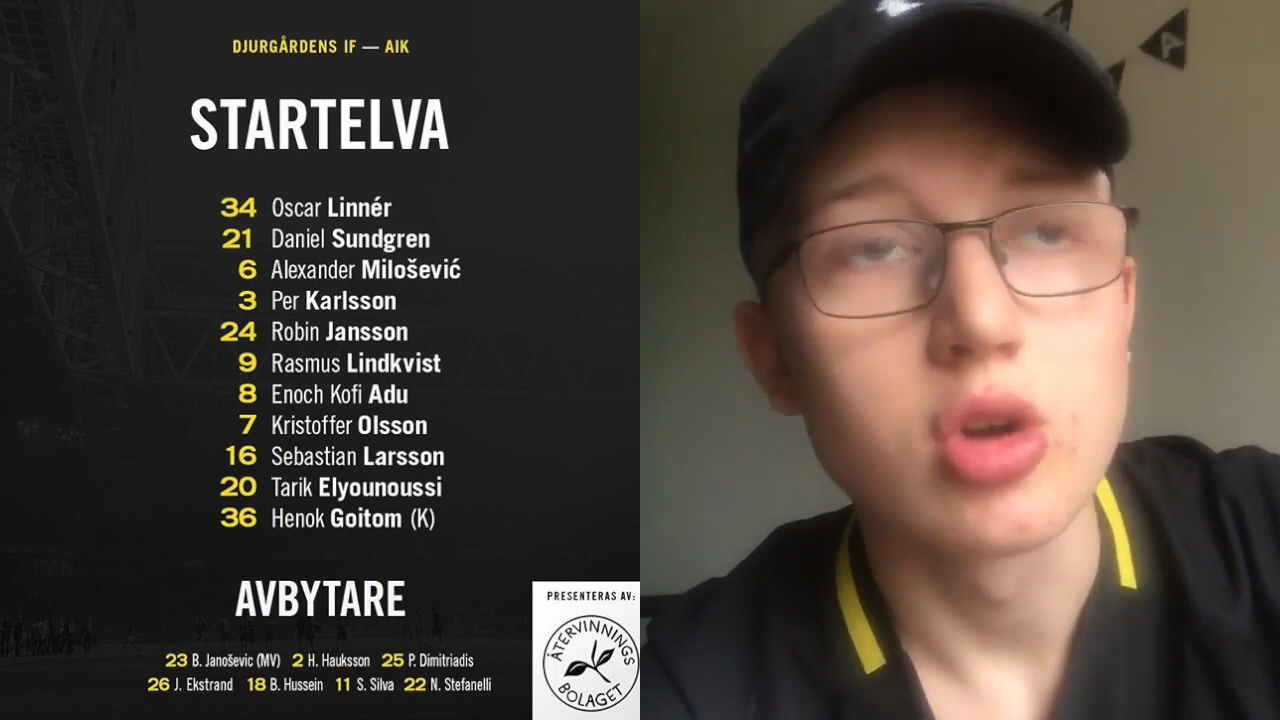 DJURGÅRDENS IF — AIK
STARTELVA
34 Oscar Linnér
21 Daniel Sundgren
6 Alexander Milošević
3 Per Karlsson
24 Robin Jansson
9 Rasmus Lindkvist
8 Enoch Kofi Adu
7 Kristoffer Olsson
16 Sebastian Larsson
20 Tarik Elyounoussi
36 Henok Goitom (K)
AVBYTARE
23 B. Janošević (MV) 2 H. Hauksson 25 P. Dimitriadis
26 J. Ekstrand 18 B. Hussein 11 S. Silva 22 N. Stefanelli
PRESENTERAS AV:
ÅTERVINNINGS
BOLAGET